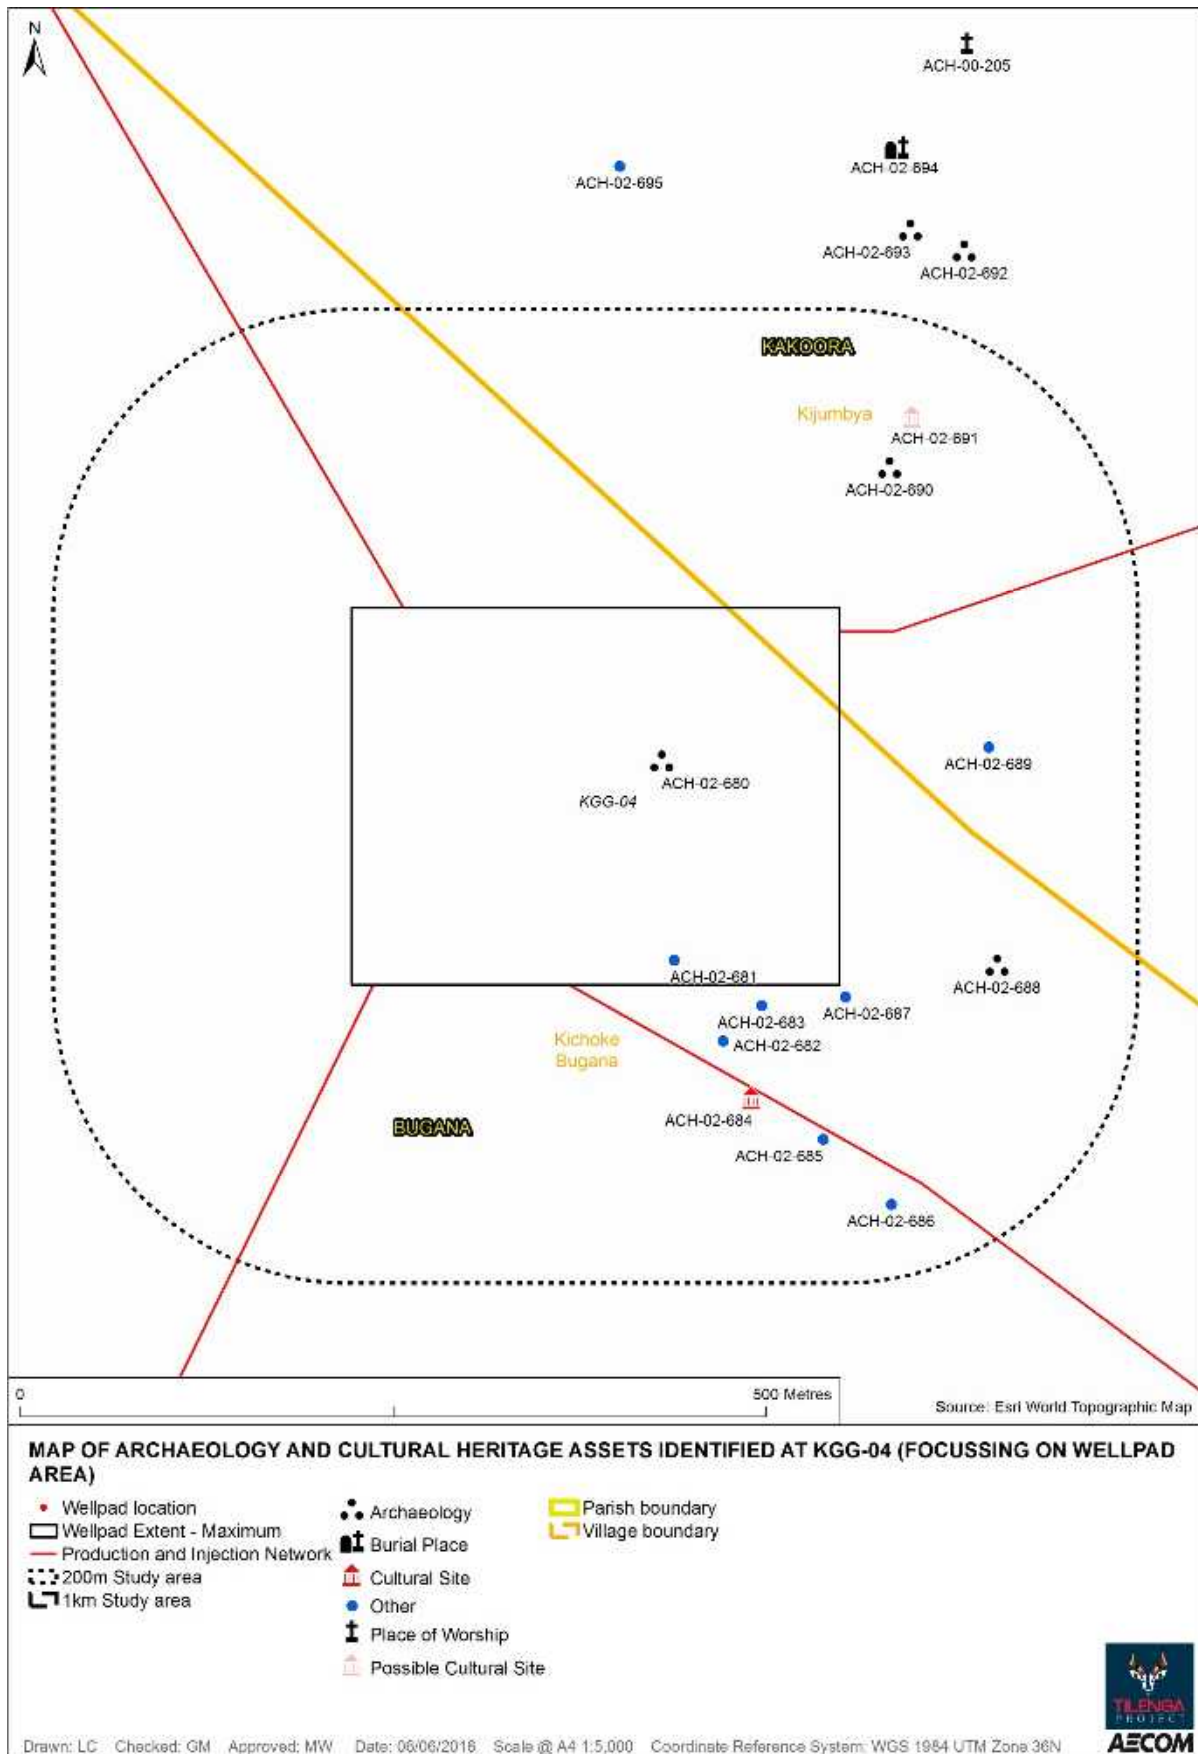 N
ACH-00-205
ACH-02-694
ACH-02-695
ACH-02-693
ACH-02-692
KAKOORA
Kijumbya
ACH-02-691
ACH-02-690
ACH-02-689
ACH-02-680
KGG-04
ACH-02-681
ACH-02-688
ACH-02-687
ACH-02-683
ACH-02-682
Kichoke
Bugana
ACH-02-684
BUGANA
ACH-02-685
ACH-02-686
0 500 Metres
Source: Esri World Topographic Map
MAP OF ARCHAEOLOGY AND CULTURAL HERITAGE ASSETS IDENTIFIED AT KGG-04 (FOCUSSING ON WELLPAD
AREA)
Wellpad location
Wellpad Extent - Maximum
Production and Injection Network
200m Study area
1km Study area
Archaeology
Burial Place
Cultural Site
Other
Place of Worship
Possible Cultural Site
Parish boundary
Village boundary
TILENGA
PROJECT
AECOM
Drawn: LC Checked: GM Approved: MW Date: 06/06/2018 Scale @ A4 1:5,000 Coordinate Reference System: WGS 1984 UTM Zone 36N